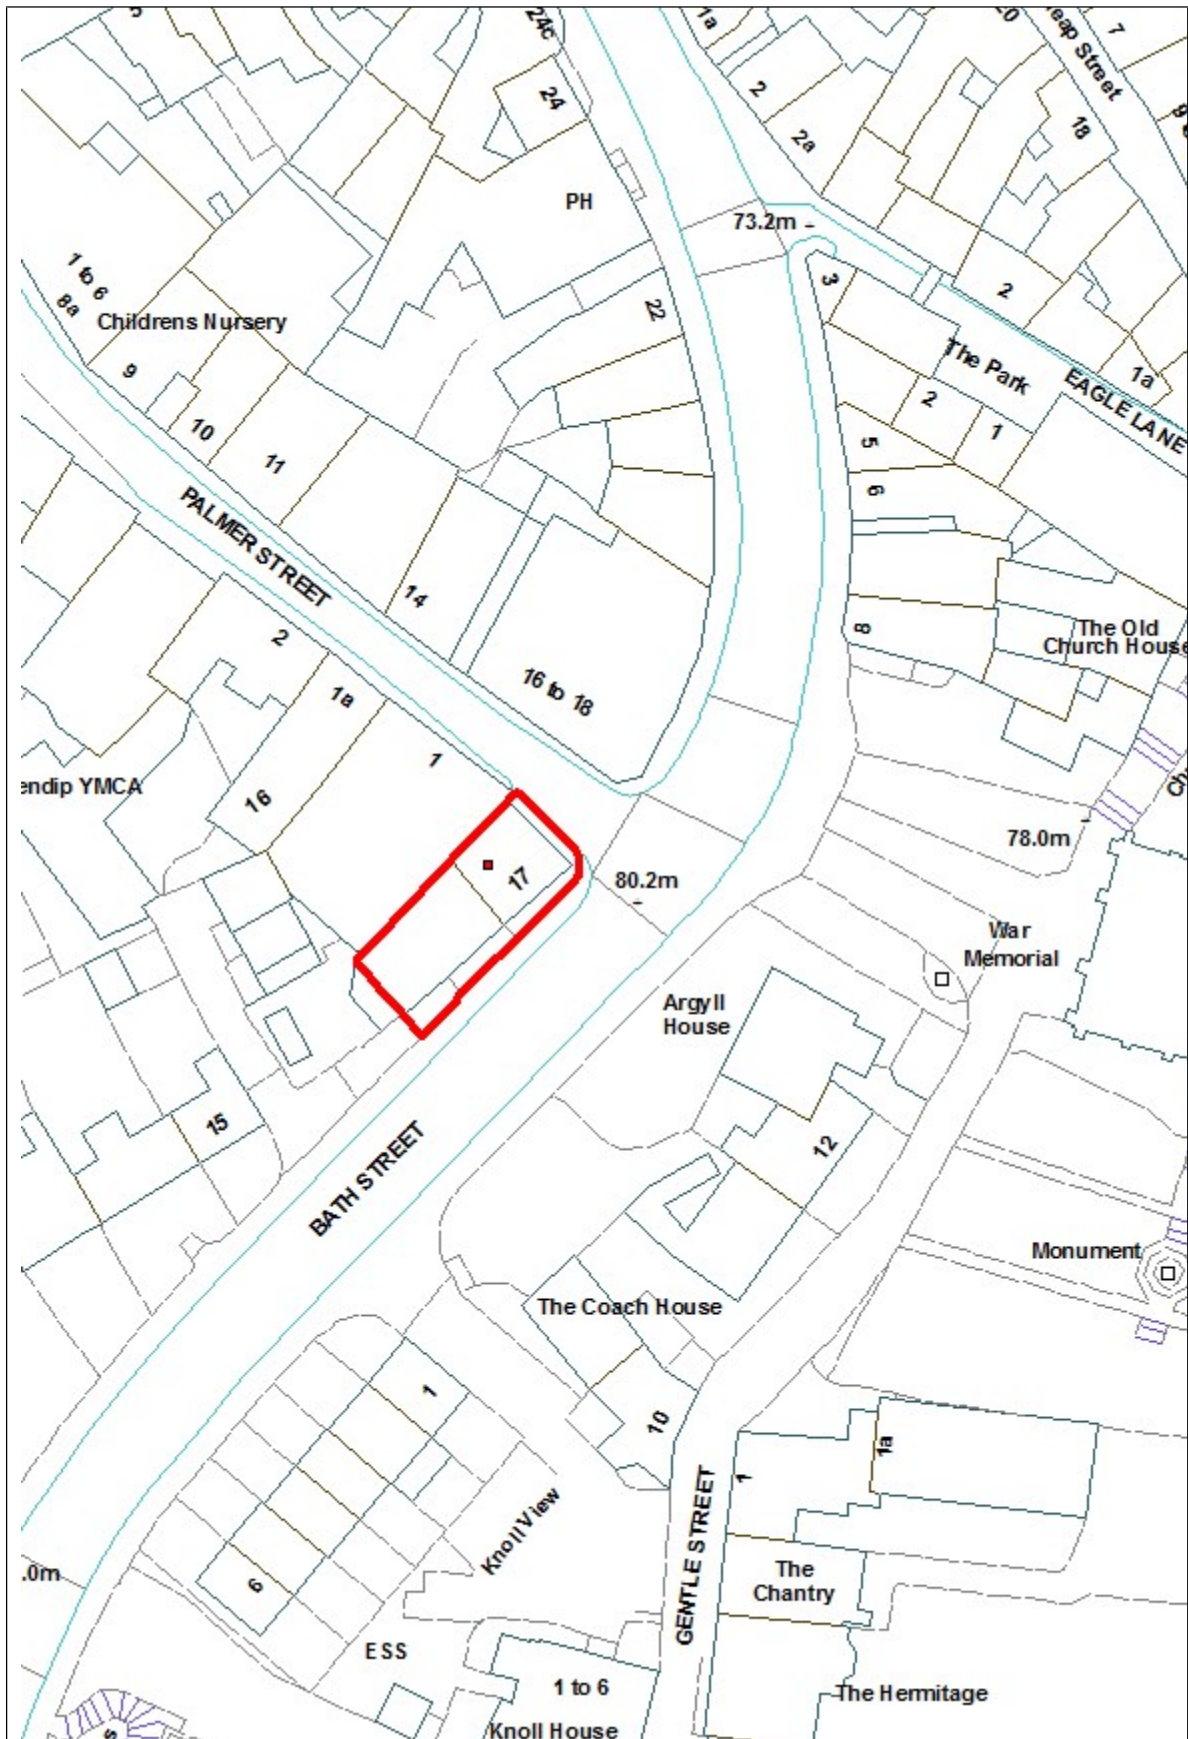 24c
1a
20
7
24
2
2a
18
PH
73.2m
1 to 6
8a
Childrens Nursery
3
2
22
9
The Park
EAGLE LANE
1a
2
1
10
11
5
6
PALMER STREET
14
2
8
The Old
Church House
16 to 18
1a
1
16
78.0m
17
80.2m
War
Memorial
Argyll
House
15
12
BATH STREET
Monument
The Coach House
1
10
1a
1
GENTLE STREET
Knoll View
6
The
Chantry
ESS
1 to 6
Knoll House
The Hermitage